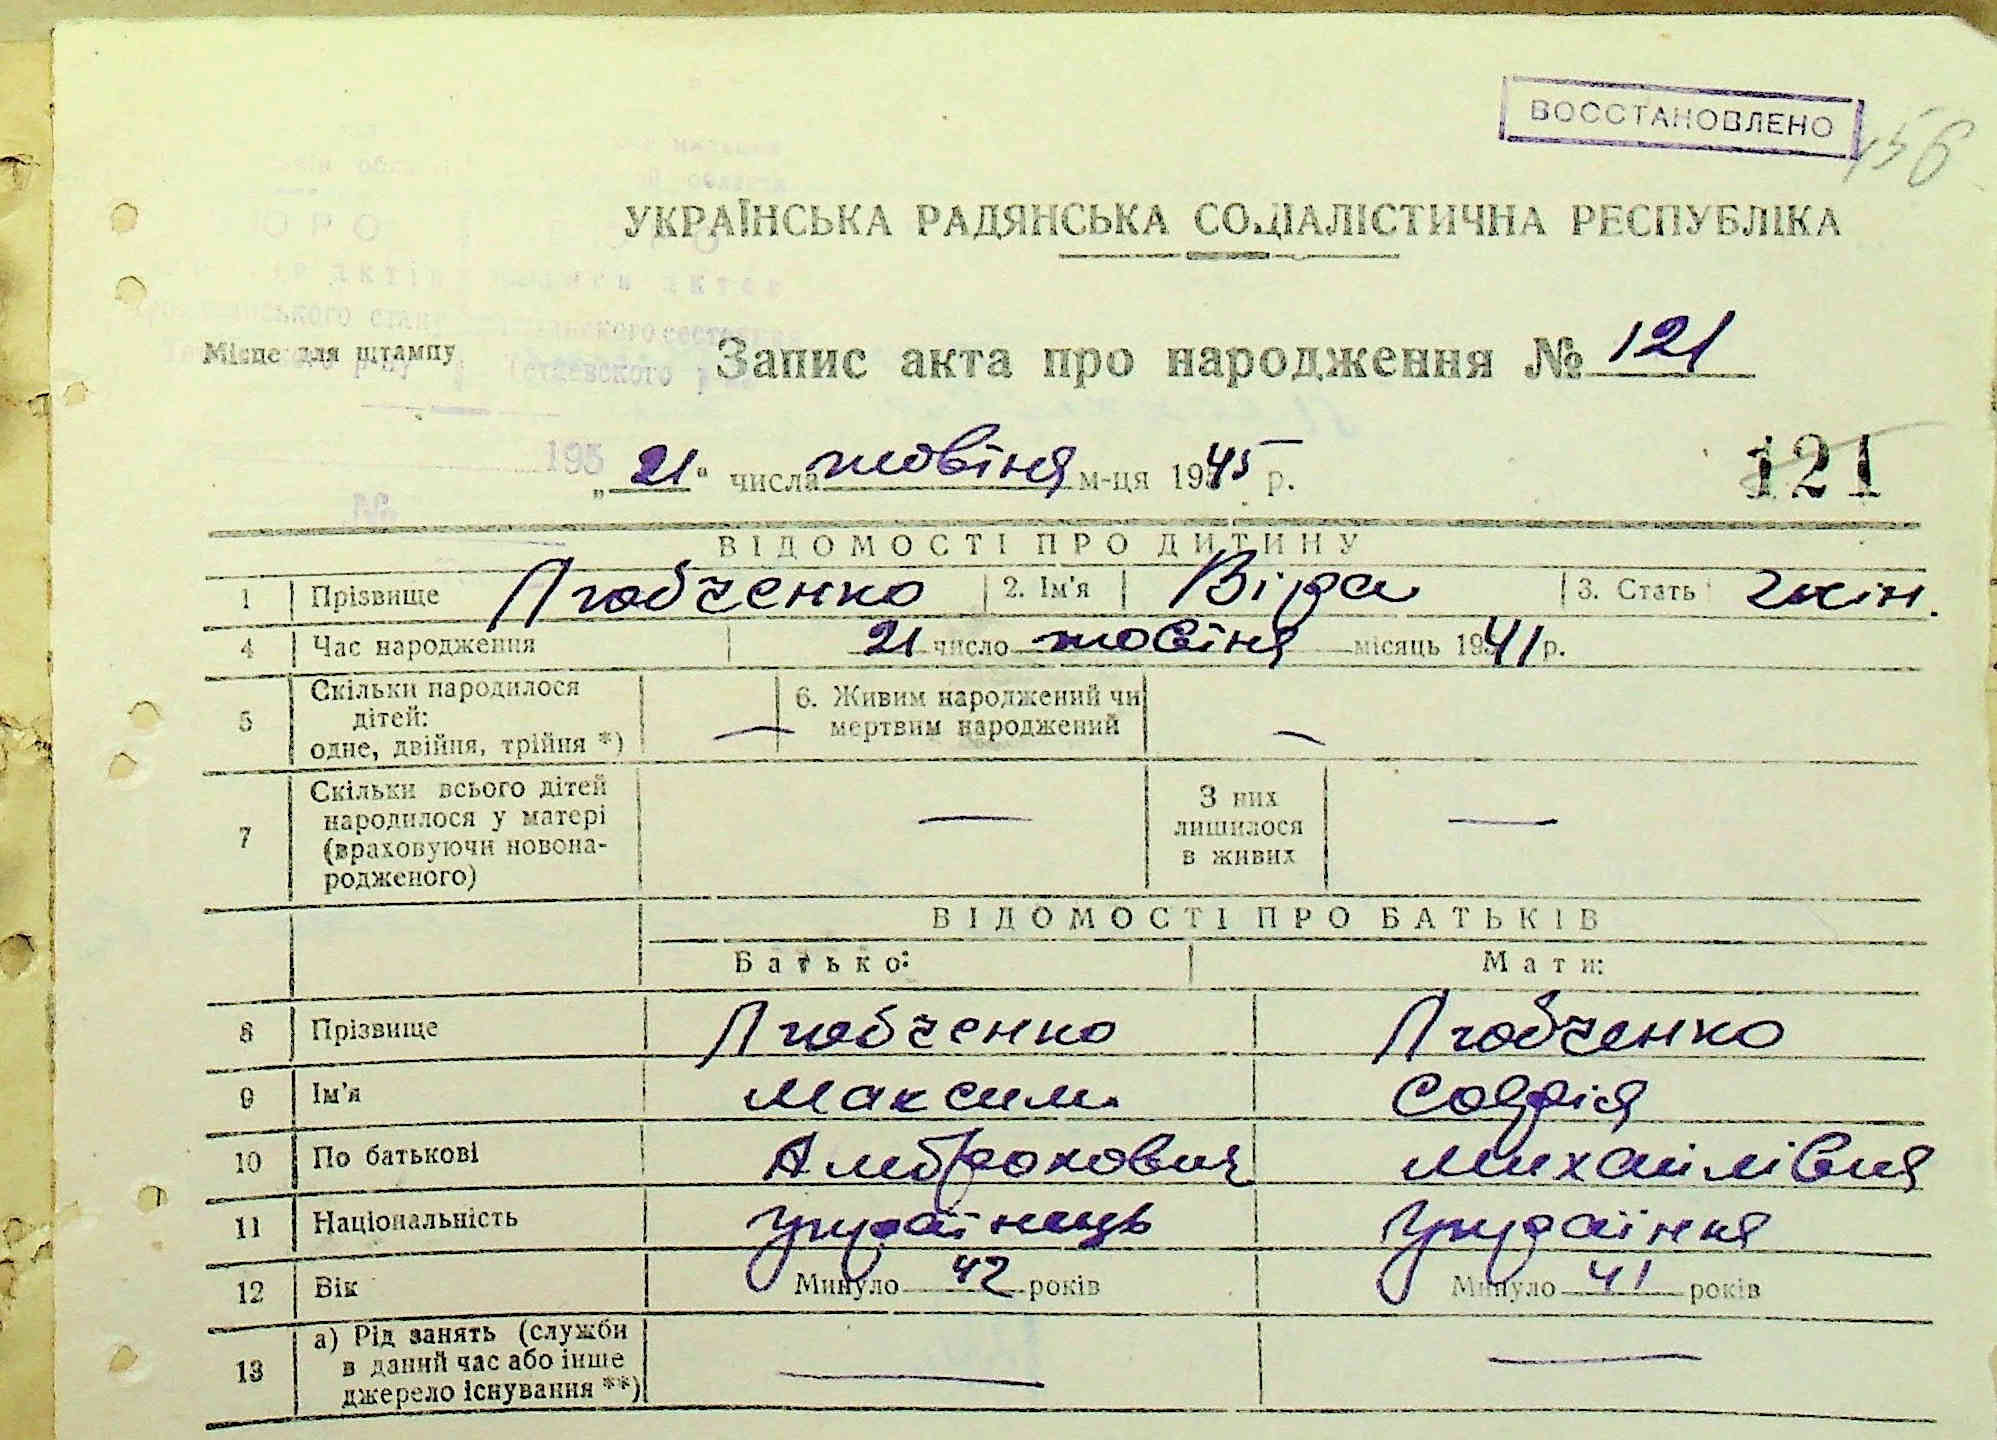 ВОССТАНОВЛЕНО
156
УКРАЇНСЬКА РАДЯНСЬКА СОЦІАЛІСТИЧНА РЕСПУБЛІКА
Місце для штампу
Запис акта про народження № 121
195
„21" числа жовтня м-ця 1945 р.
121
ВІДОМОСТІ ПРО ДИТИНУ
1 Прізвище Любченко 2. Ім'я Віра 3. Стать жін.
4 Час народження 21 число жовтня місяць 1941 р.
5 Скільки народилося дітей: одне, двійня, трійня *) — 6. Живим народжений чи мертвим народжений —
7 Скільки всього дітей народилося у матері (враховуючи новона-родженого) — З них лишилося в живих —
ВІДОМОСТІ ПРО БАТЬКІВ
Батько: Мати:
8 Прізвище Любченко Любченко
9 Ім'я Максим Софія
10 По батькові Амброхович Михайлівна
11 Національність Українець Українка
12 Вік Минуло 42 років Минуло 41 років
13 а) Рід занять (служби в даний час або інше джерело існування **) — —